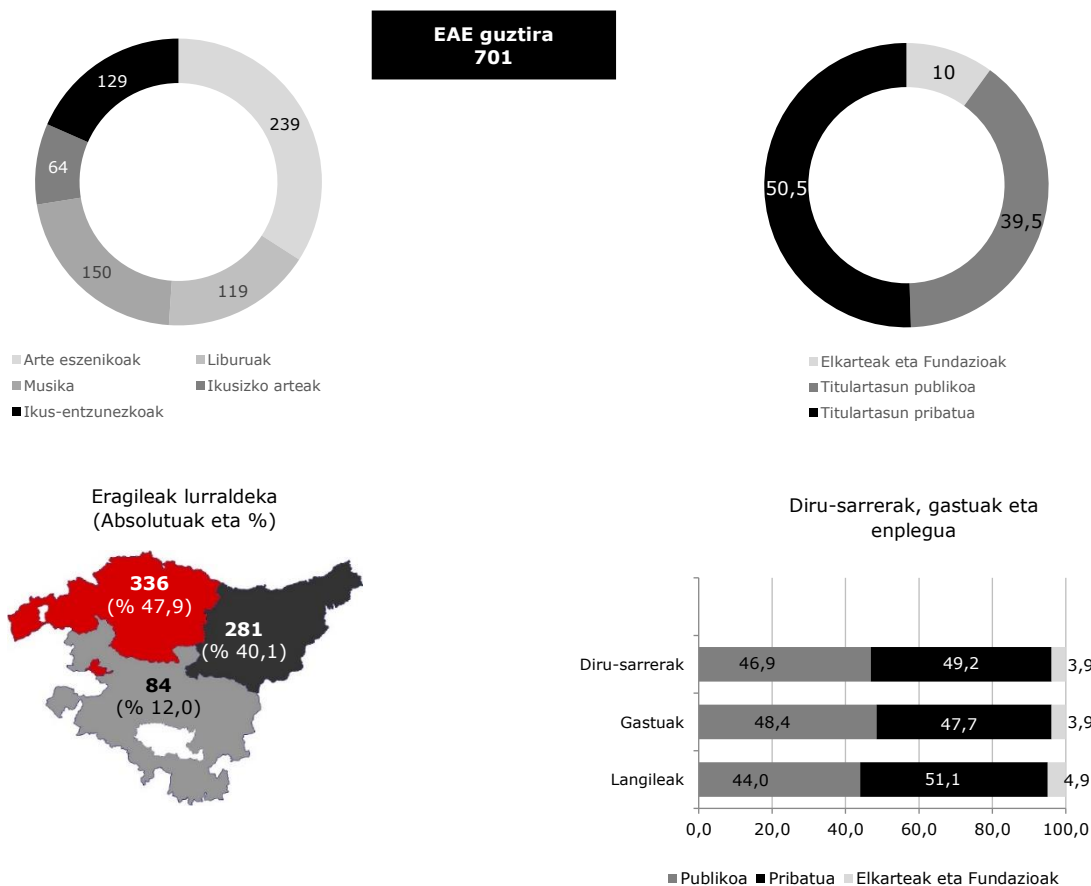 EAE guztira
701
129
239
64
150
119
Arte eszenikoak
Liburuak
Musika
Ikusizko arteak
Ikus-entzunezkoak
10
50,5
39,5
Elkarteak eta Fundazioak
Titulartasun publikoa
Titulartasun pribatua
Eragileak lurraldeka
(Absolutuak eta %)
336
(% 47,9)
281
(% 40,1)
84
(% 12,0)
Diru-sarrerak, gastuak eta
enplegua
Diru-sarrerak 46,9 49,2 3,9
Gastuak 48,4 47,7 3,9
Langileak 44,0 51,1 4,9
0,0 20,0 40,0 60,0 80,0 100,0
Publikoa Pribatua Elkarteak eta Fundazioak